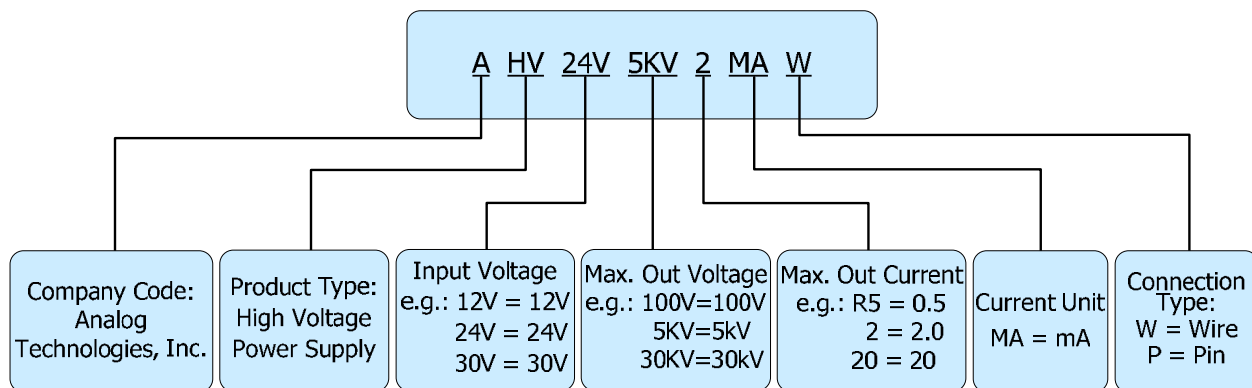 A HV 24V 5KV 2 MA W
Company Code:
Analog
Technologies, Inc.
Product Type:
High Voltage
Power Supply
Input Voltage
e.g.: 12V = 12V
24V = 24V
30V = 30V
Max. Out Voltage
e.g.: 100V=100V
5KV=5kV
30KV=30kV
Max. Out Current
e.g.: R5 = 0.5
2 = 2.0
20 = 20
Current Unit
MA = mA
Connection
Type:
W = Wire
P = Pin